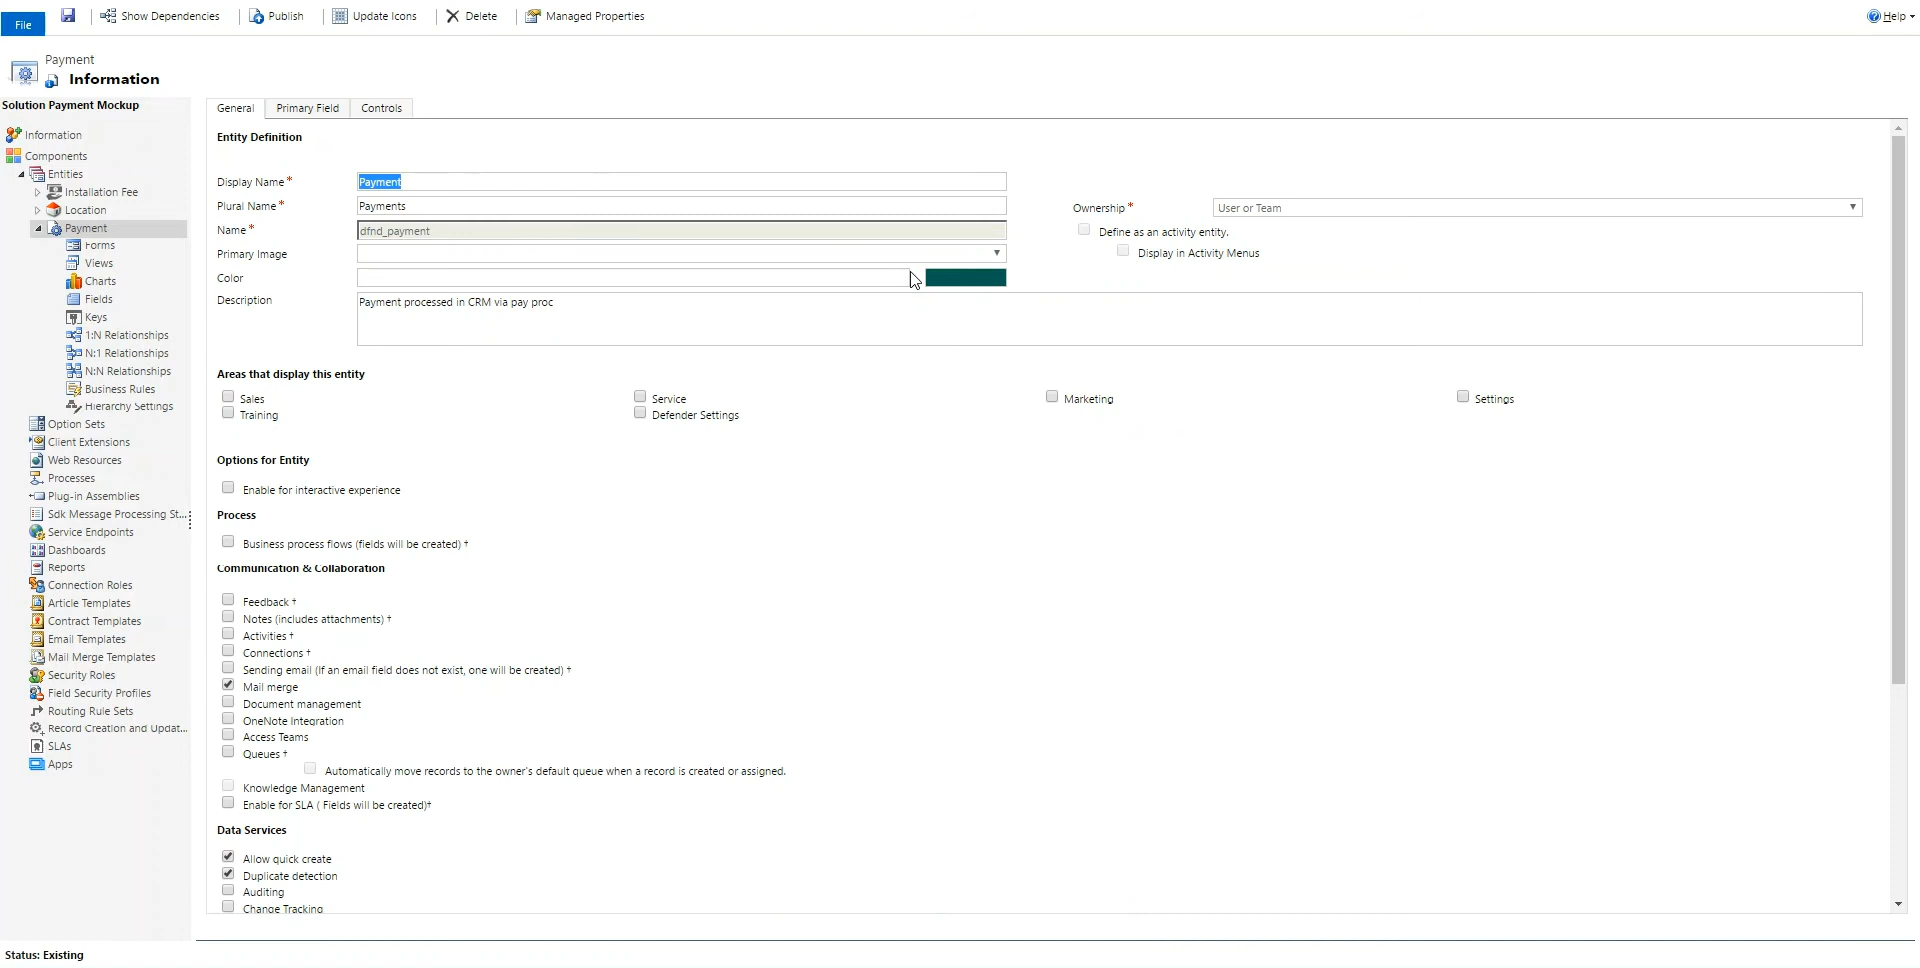 File
Show Dependencies
Publish
Update Icons
Delete
Managed Properties
Help
Payment
Information
Solution Payment Mockup
Information
Components
Entities
Installation Fee
Location
Payment
Forms
Views
Charts
Fields
Keys
1:N Relationships
N:1 Relationships
N:N Relationships
Business Rules
Hierarchy Settings
Option Sets
Client Extensions
Web Resources
Processes
Plug-in Assemblies
Sdk Message Processing St...
Service Endpoints
Dashboards
Reports
Connection Roles
Article Templates
Contract Templates
Email Templates
Mail Merge Templates
Security Roles
Field Security Profiles
Routing Rule Sets
Record Creation and Updat...
SLAs
Apps
General
Primary Field
Controls
Entity Definition
Display Name* Payment
Plural Name* Payments
Name* dfnd_payment
Primary Image
Color
Description Payment processed in CRM via pay proc
Ownership* User or Team
Define as an activity entity.
Display in Activity Menus
Areas that display this entity
Sales
Service
Marketing
Settings
Training
Defender Settings
Options for Entity
Enable for interactive experience
Process
Business process flows (fields will be created) †
Communication & Collaboration
Feedback †
Notes (includes attachments) †
Activities †
Connections †
Sending email (If an email field does not exist, one will be created) †
Mail merge
Document management
OneNote Integration
Access Teams
Queues †
Automatically move records to the owner's default queue when a record is created or assigned.
Knowledge Management
Enable for SLA ( Fields will be created)†
Data Services
Allow quick create
Duplicate detection
Auditing
Change Tracking
Status: Existing